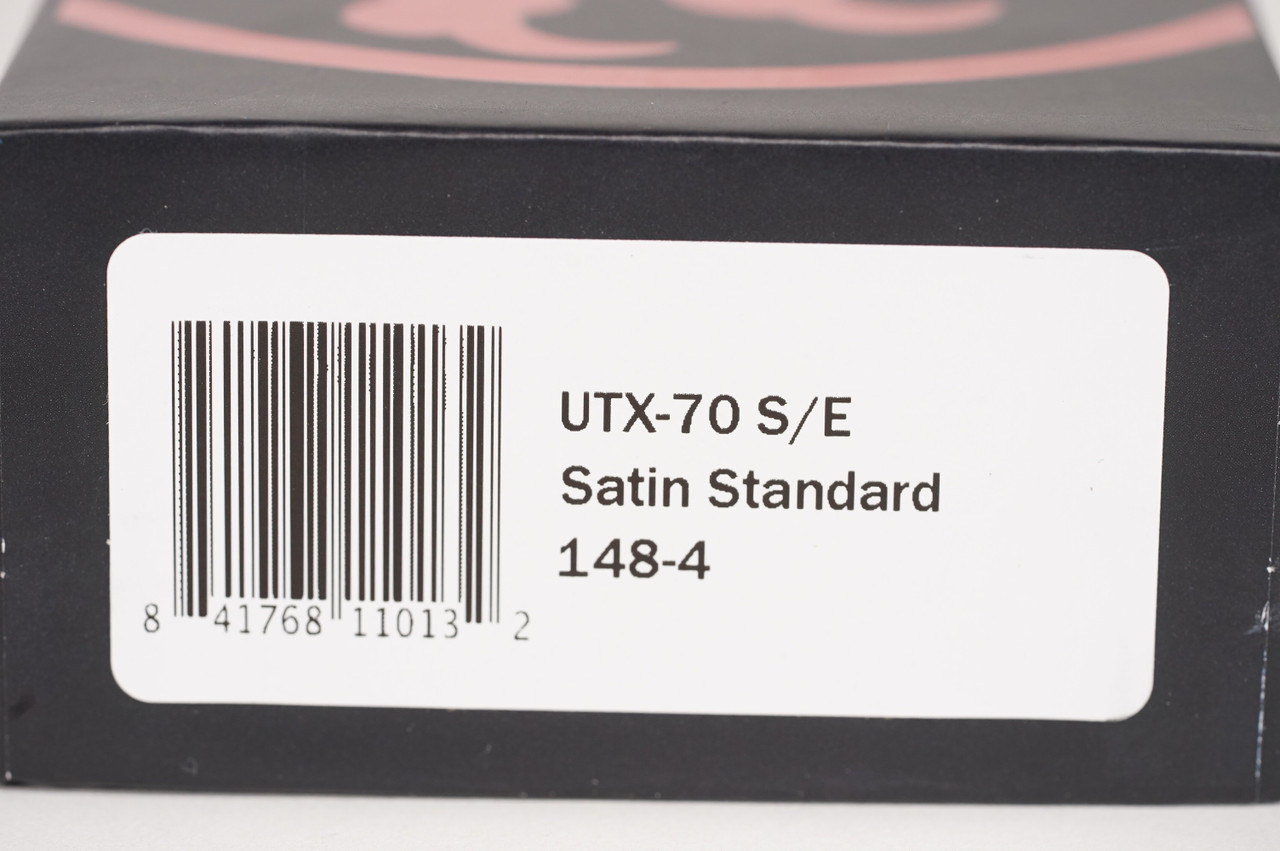 UTX-70 S/E
Satin Standard
148-4
8 41768 11013 2